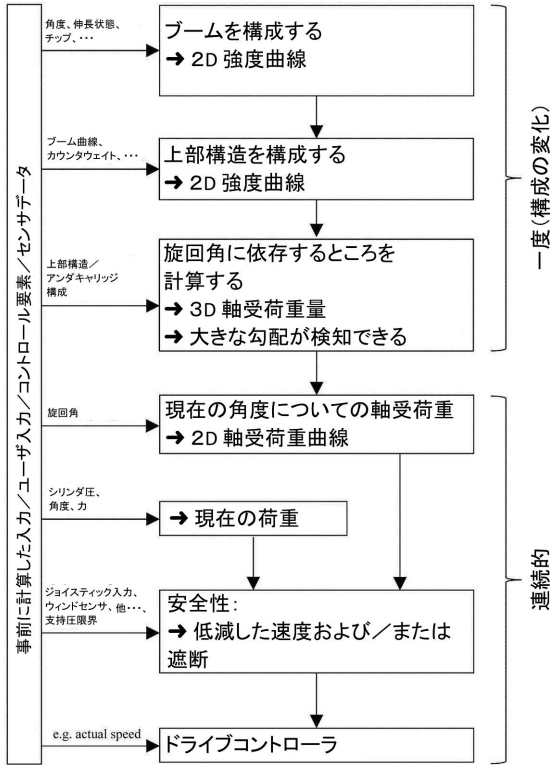 事前に計算した入力／ユーザ入力／コントロール要素／センサデータ
角度、伸長状態、
チップ、・・・
ブームを構成する
➔ 2D 強度曲線
ブーム曲線、
カウンタウェイト、・・・
上部構造を構成する
➔ 2D 強度曲線
上部構造／
アンダキャリッジ
構成
旋回角に依存するところを
計算する
➔ 3D 軸受荷重量
➔ 大きな勾配が検知できる
一度（構成の変化）
旋回角
現在の角度についての軸受荷重
➔ 2D 軸受荷重曲線
シリンダ圧、
角度、力
➔ 現在の荷重
ジョイスティック入力、
ウィンドセンサ、他・・・、
支持圧限界
安全性：
➔ 低減した速度および／または
遮断
e.g. actual speed
ドライブコントローラ
連続的